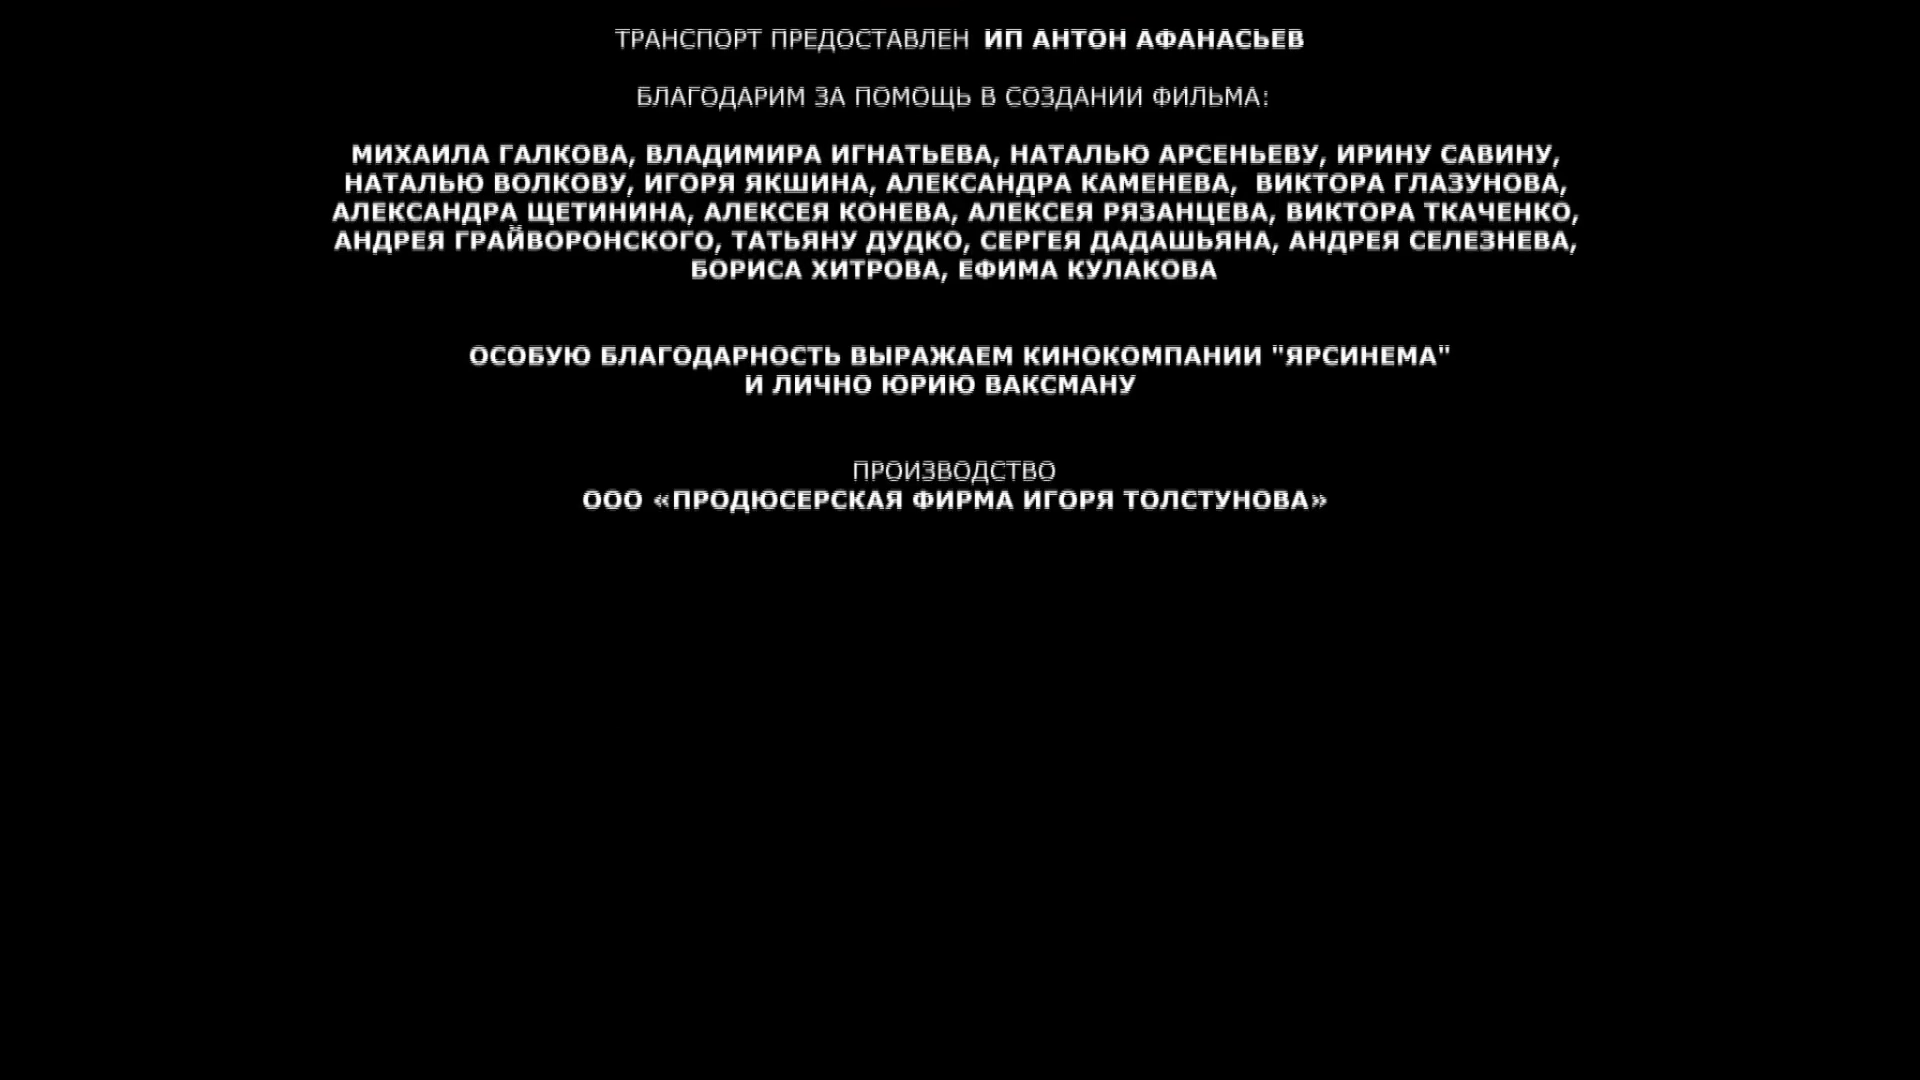 ТРАНСПОРТ ПРЕДОСТАВЛЕН ИП АНТОН АФАНАСЬЕВ
БЛАГОДАРИМ ЗА ПОМОЩЬ В СОЗДАНИИ ФИЛЬМА:
МИХАИЛА ГАЛКОВА, ВЛАДИМИРА ИГНАТЬЕВА, НАТАЛЬЮ АРСЕНЬЕВУ, ИРИНУ САВИНУ,
НАТАЛЬЮ ВОЛКОВУ, ИГОРЯ ЯКШИНА, АЛЕКСАНДРА КАМЕНЕВА, ВИКТОРА ГЛАЗУНОВА,
АЛЕКСАНДРА ЩЕТИНИНА, АЛЕКСЕЯ КОНЕВА, АЛЕКСЕЯ РЯЗАНЦЕВА, ВИКТОРА ТКАЧЕНКО,
АНДРЕЯ ГРАЙВОРОНСКОГО, ТАТЬЯНУ ДУДКО, СЕРГЕЯ ДАДАШЬЯНА, АНДРЕЯ СЕЛЕЗНЕВА,
БОРИСА ХИТРОВА, ЕФИМА КУЛАКОВА
ОСОБУЮ БЛАГОДАРНОСТЬ ВЫРАЖАЕМ КИНОКОМПАНИИ "ЯРСИНЕМА"
И ЛИЧНО ЮРИЮ ВАКСМАНУ
ПРОИЗВОДСТВО
ООО «ПРОДЮСЕРСКАЯ ФИРМА ИГОРЯ ТОЛСТУНОВА»